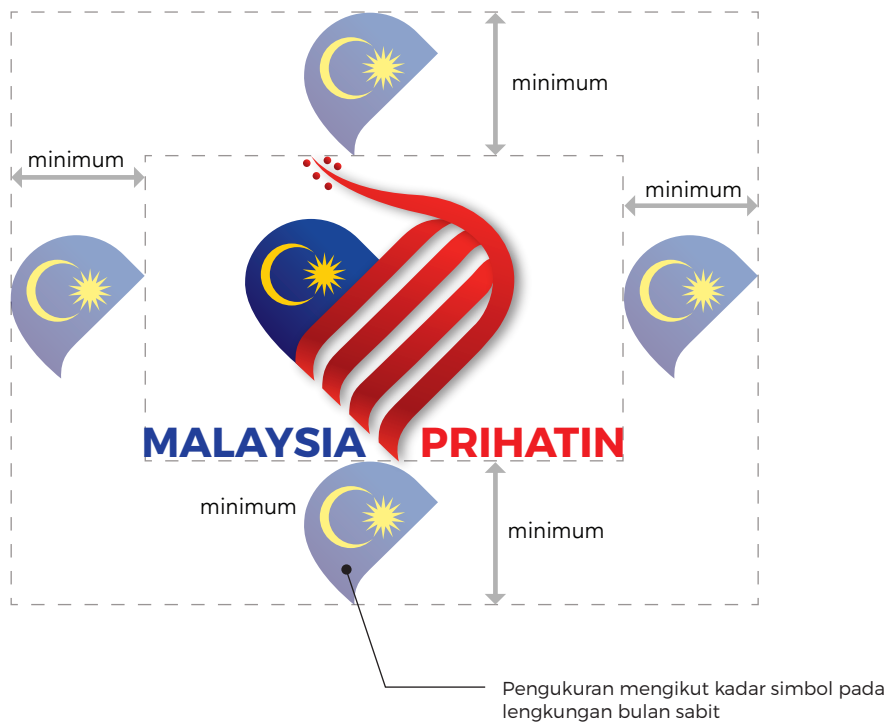 minimum
minimum
minimum
MALAYSIA PRIHATIN
minimum
minimum
Pengukuran mengikut kadar simbol pada
lengkungan bulan sabit